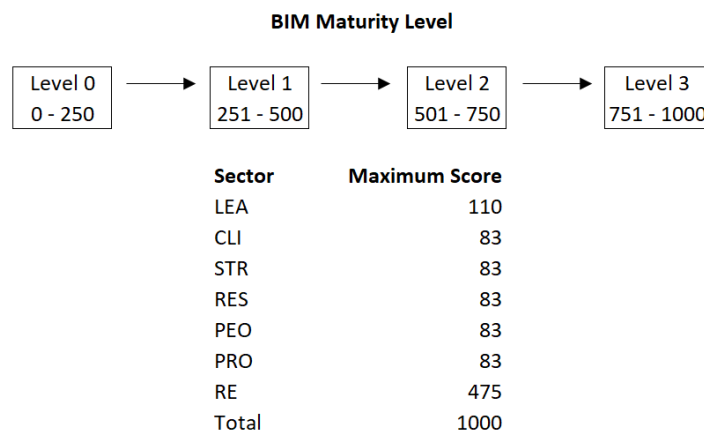 BIM Maturity Level
Level 0 Level 1 Level 2 Level 3
0 - 250 251 - 500 501 - 750 751 - 1000
Sector Maximum Score
LEA 110
CLI 83
STR 83
RES 83
PEO 83
PRO 83
RE 475
Total 1000